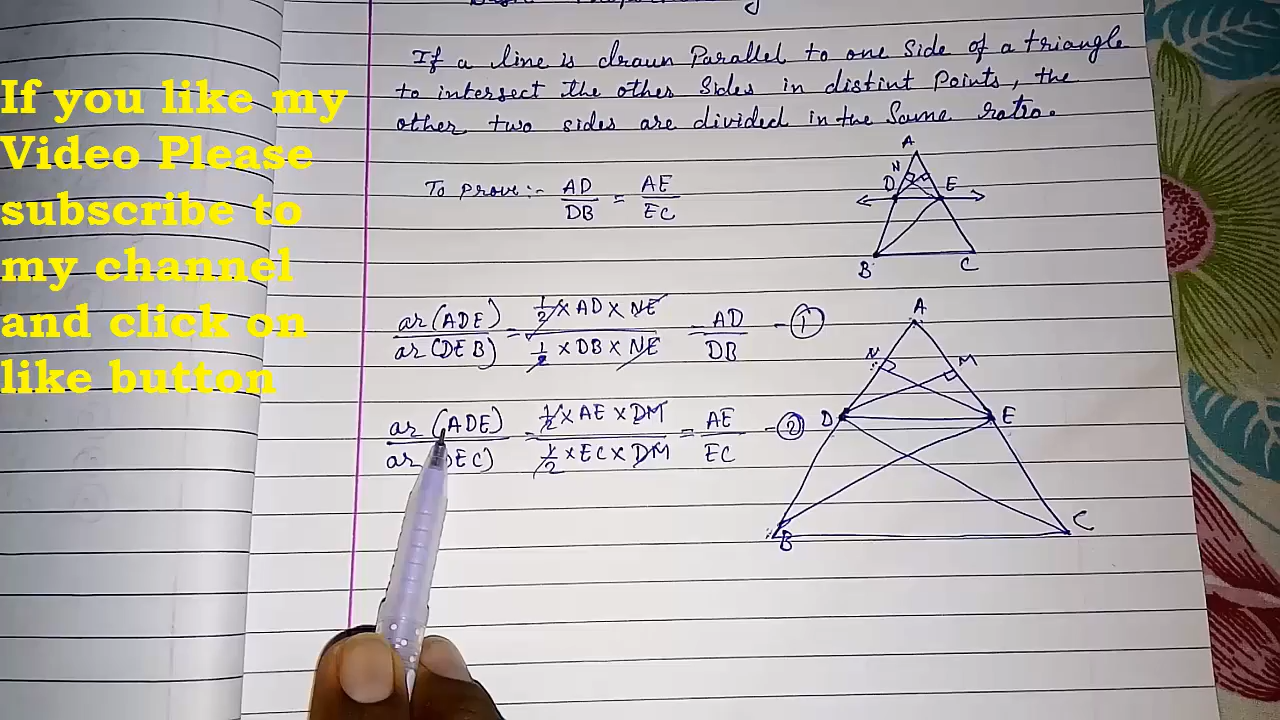 If a line is drawn Parallel to one Side of a triangle
to intersect the other Sides in distint Points, the
other two sides are divided in the Same ratio.
If you like my
Video Please
subscribe to
my channel
and click on
like button
To prove:- AD/DB = AE/EC
A
N
D
E
B
C
ar(ADE)/ar(DEB) = 1/2 × AD × NE / 1/2 × DB × NE = AD/DB - ①
ar(ADE)/ar(DEC) = 1/2 × AE × DM / 1/2 × EC × DM = AE/EC - ②
A
N
M
D
E
B
C